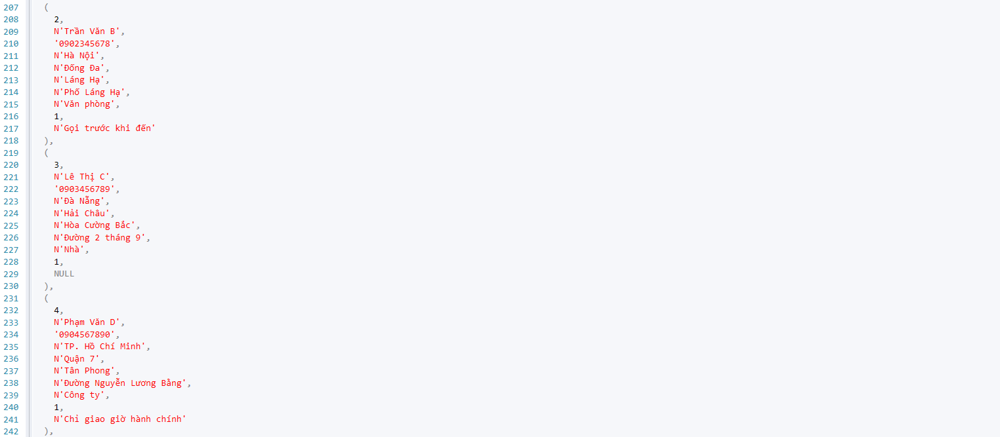 207 (
208 2,
209 N'Trần Văn B',
210 '0902345678',
211 N'Hà Nội',
212 N'Đống Đa',
213 N'Láng Hạ',
214 N'Phố Láng Hạ',
215 N'Văn phòng',
216 1,
217 N'Gọi trước khi đến'
218 ),
219 (
220 3,
221 N'Lê Thị C',
222 '0903456789',
223 N'Đà Nẵng',
224 N'Hải Châu',
225 N'Hòa Cường Bắc',
226 N'Đường 2 tháng 9',
227 N'Nhà',
228 1,
229 NULL
230 ),
231 (
232 4,
233 N'Phạm Văn D',
234 '0904567890',
235 N'TP. Hồ Chí Minh',
236 N'Quận 7',
237 N'Tân Phong',
238 N'Đường Nguyễn Lương Bằng',
239 N'Công ty',
240 1,
241 N'Chỉ giao giờ hành chính'
242 ),